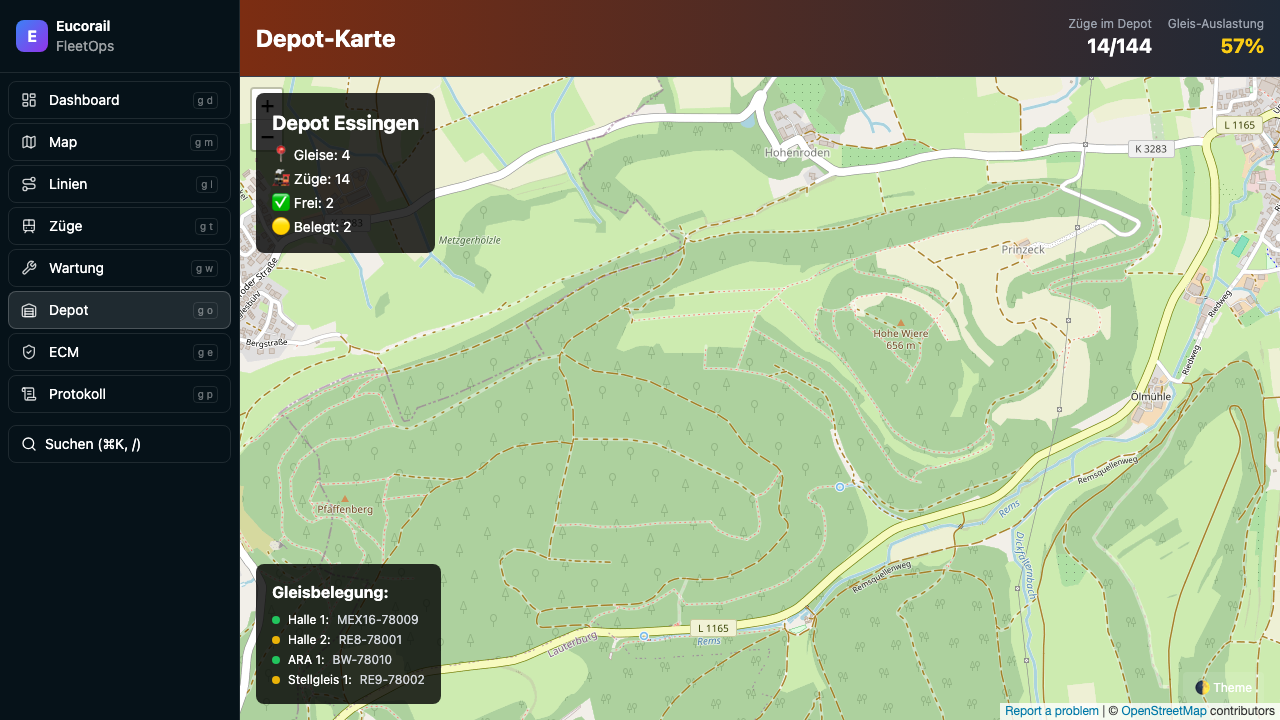 E
Eucorail
FleetOps
Dashboard
g d
Map
g m
Linien
g l
Züge
g t
Wartung
g w
Depot
g o
ECM
g e
Protokoll
g p
Suchen (⌘K, /)
Depot-Karte
Züge im Depot
14/144
Gleis-Auslastung
57%
+
−
Depot Essingen
📍 Gleise: 4
🚂 Züge: 14
✅ Frei: 2
🟡 Belegt: 2
Metzgerhölzle
Hohenroden
K 3283
L 1165
Prinzeck
Hohe Wiere
656 m
Riedweg
Riedweg
Ölmühle
Remsquellenweg
Rems
Bergstraße
Pfaffenberg
Remsquellenweg
L 1165
Rems
Lauterburg
Gleisbelegung:
Halle 1: MEX16-78009
Halle 2: RE8-78001
ARA 1: BW-78010
Stellgleis 1: RE9-78002
Theme
Report a problem | © OpenStreetMap contributors